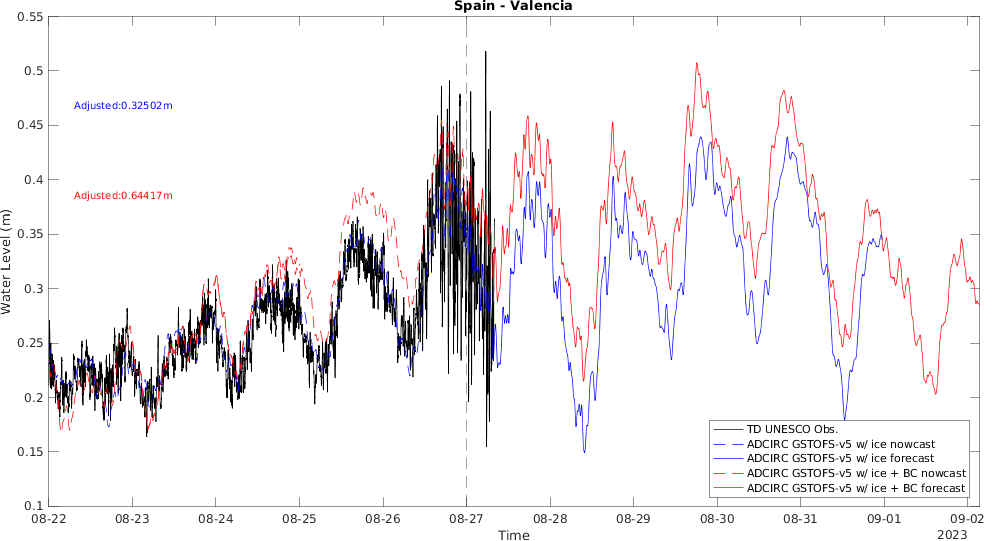 Spain - Valencia
0.55
0.5
0.45
0.4
0.35
0.3
0.25
0.2
0.15
0.1
Water Level (m)
Adjusted:0.32502m
Adjusted:0.64417m
TD UNESCO Obs.
ADCIRC GSTOFS-v5 w/ ice nowcast
ADCIRC GSTOFS-v5 w/ ice forecast
ADCIRC GSTOFS-v5 w/ ice + BC nowcast
ADCIRC GSTOFS-v5 w/ ice + BC forecast
08-22 08-23 08-24 08-25 08-26 08-27 08-28 08-29 08-30 08-31 09-01 09-02
Time
2023